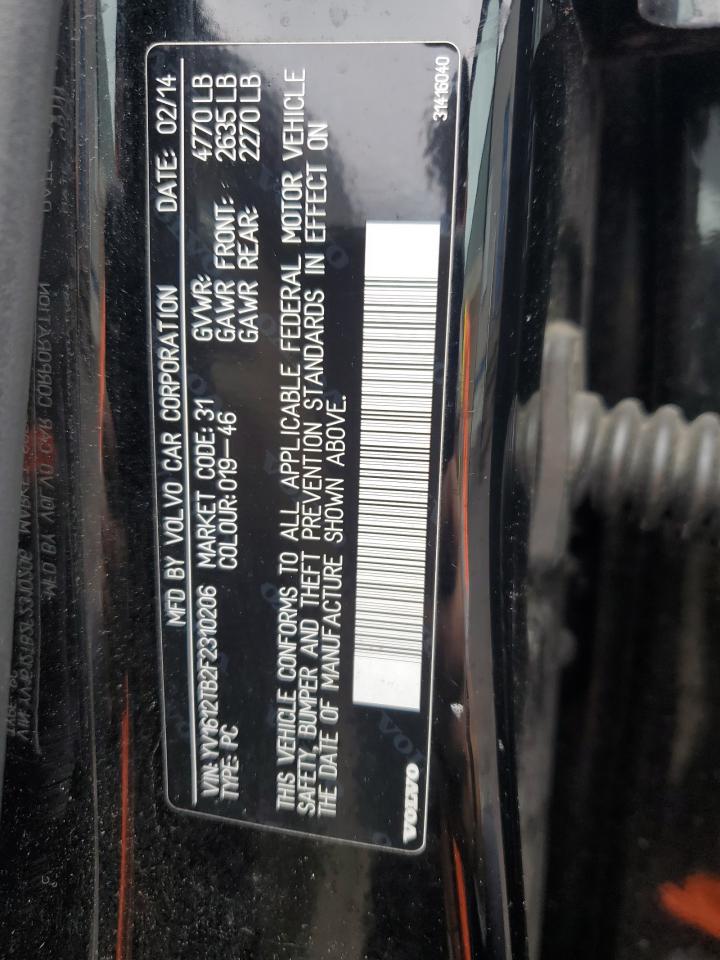 MFD BY VOLVO CAR CORPORATION DATE: 02/14
VIN: YV1612TB2F2310206 MARKET CODE: 31 GVWR: 4770 LB
TYPE: PC COLOUR: 019-46 GAWR FRONT: 2635 LB
GAWR REAR: 2270 LB
THIS VEHICLE CONFORMS TO ALL APPLICABLE FEDERAL MOTOR VEHICLE
SAFETY, BUMPER AND THEFT PREVENTION STANDARDS IN EFFECT ON
THE DATE OF MANUFACTURE SHOWN ABOVE.
VOLVO 31416040